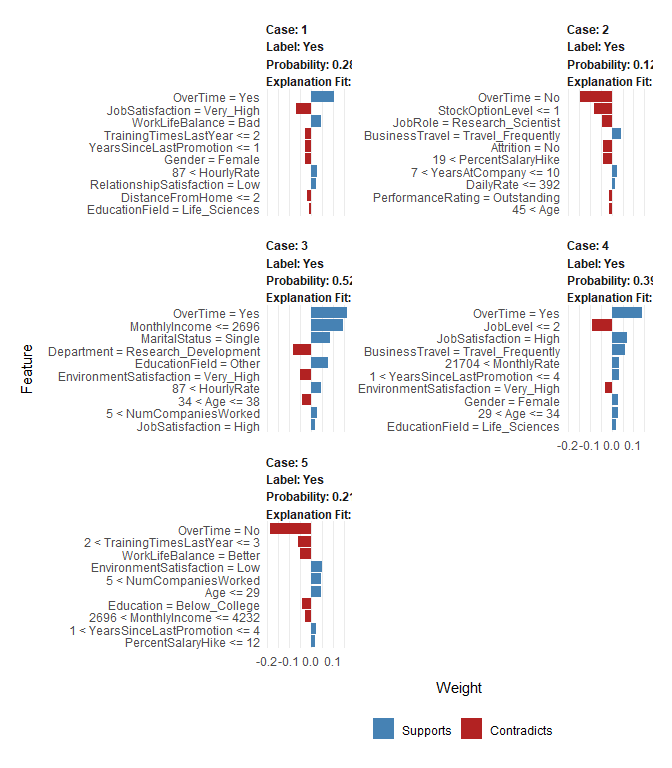 Case: 1
Label: Yes
Probability: 0.28
Explanation Fit:
OverTime = Yes
JobSatisfaction = Very_High
WorkLifeBalance = Bad
TrainingTimesLastYear <= 2
YearsSinceLastPromotion <= 1
Gender = Female
87 < HourlyRate
RelationshipSatisfaction = Low
DistanceFromHome <= 2
EducationField = Life_Sciences
Case: 2
Label: Yes
Probability: 0.12
Explanation Fit:
OverTime = No
StockOptionLevel <= 1
JobRole = Research_Scientist
BusinessTravel = Travel_Frequently
Attrition = No
19 < PercentSalaryHike
7 < YearsAtCompany <= 10
DailyRate <= 392
PerformanceRating = Outstanding
45 < Age
Case: 3
Label: Yes
Probability: 0.52
Explanation Fit:
OverTime = Yes
MonthlyIncome <= 2696
MaritalStatus = Single
Department = Research_Development
EducationField = Other
EnvironmentSatisfaction = Very_High
87 < HourlyRate
34 < Age <= 38
5 < NumCompaniesWorked
JobSatisfaction = High
Case: 4
Label: Yes
Probability: 0.39
Explanation Fit:
OverTime = Yes
JobLevel <= 2
JobSatisfaction = High
BusinessTravel = Travel_Frequently
21704 < MonthlyRate
1 < YearsSinceLastPromotion <= 4
EnvironmentSatisfaction = Very_High
Gender = Female
29 < Age <= 34
EducationField = Life_Sciences
-0.2 -0.1 0.0 0.1
Case: 5
Label: Yes
Probability: 0.21
Explanation Fit:
OverTime = No
2 < TrainingTimesLastYear <= 3
WorkLifeBalance = Better
EnvironmentSatisfaction = Low
5 < NumCompaniesWorked
Age <= 29
Education = Below_College
2696 < MonthlyIncome <= 4232
1 < YearsSinceLastPromotion <= 4
PercentSalaryHike <= 12
-0.2 -0.1 0.0 0.1
Feature
Weight
Supports
Contradicts